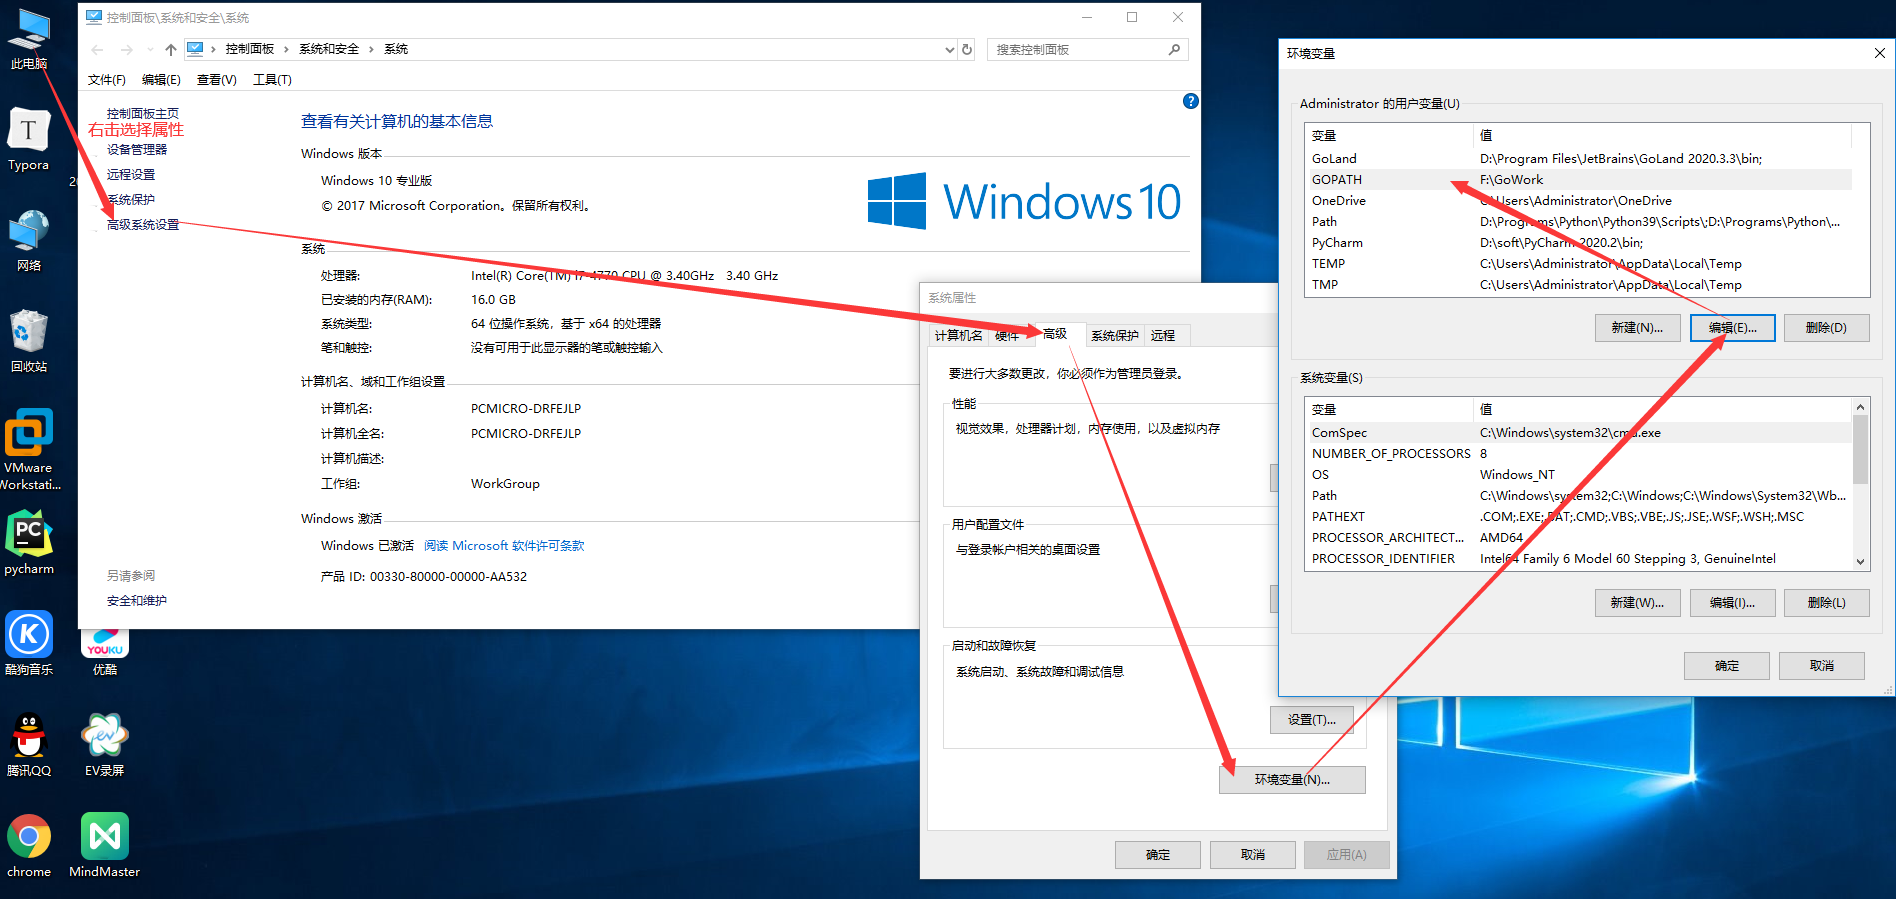 此电脑
T
Typora
网络
回收站
VMware
Workstati...
PC
pycharm
K
酷狗音乐
YOUKU
优酷
腾讯QQ
ev
EV录屏
chrome
MindMaster
控制面板\系统和安全\系统
控制面板 › 系统和安全 › 系统
搜索控制面板
文件(F) 编辑(E) 查看(V) 工具(T)
控制面板主页
右击选择属性
设备管理器
远程设置
系统保护
高级系统设置
另请参阅
安全和维护
?
查看有关计算机的基本信息
Windows 版本
Windows 10 专业版
© 2017 Microsoft Corporation。保留所有权利。
Windows 10
系统
处理器: Intel(R) Core(TM) i7-4770 CPU @ 3.40GHz 3.40 GHz
已安装的内存(RAM): 16.0 GB
系统类型: 64 位操作系统，基于 x64 的处理器
笔和触控: 没有可用于此显示器的笔或触控输入
计算机名、域和工作组设置
计算机名: PCMICRO-DRFEJLP
计算机全名: PCMICRO-DRFEJLP
计算机描述:
工作组: WorkGroup
Windows 激活
Windows 已激活 阅读 Microsoft 软件许可条款
产品 ID: 00330-80000-00000-AA532
系统属性
计算机名 硬件 高级 系统保护 远程
要进行大多数更改，你必须作为管理员登录。
性能
视觉效果，处理器计划，内存使用，以及虚拟内存
用户配置文件
与登录帐户相关的桌面设置
启动和故障恢复
系统启动、系统故障和调试信息
设置(T)...
环境变量(N)...
确定 取消 应用(A)
环境变量
Administrator 的用户变量(U)
变量 值
GoLand D:\Program Files\JetBrains\GoLand 2020.3.3\bin;
GOPATH F:\GoWork
OneDrive C:\Users\Administrator\OneDrive
Path D:\Programs\Python\Python39\Scripts\;D:\Programs\Python\...
PyCharm D:\soft\PyCharm 2020.2\bin;
TEMP C:\Users\Administrator\AppData\Local\Temp
TMP C:\Users\Administrator\AppData\Local\Temp
新建(N)... 编辑(E)... 删除(D)
系统变量(S)
变量 值
ComSpec C:\Windows\system32\cmd.exe
NUMBER_OF_PROCESSORS 8
OS Windows_NT
Path C:\Windows\system32;C:\Windows;C:\Windows\System32\Wb...
PATHEXT .COM;.EXE;.BAT;.CMD;.VBS;.VBE;.JS;.JSE;.WSF;.WSH;.MSC
PROCESSOR_ARCHITECT... AMD64
PROCESSOR_IDENTIFIER Intel64 Family 6 Model 60 Stepping 3, GenuineIntel
新建(W)... 编辑(I)... 删除(L)
确定 取消